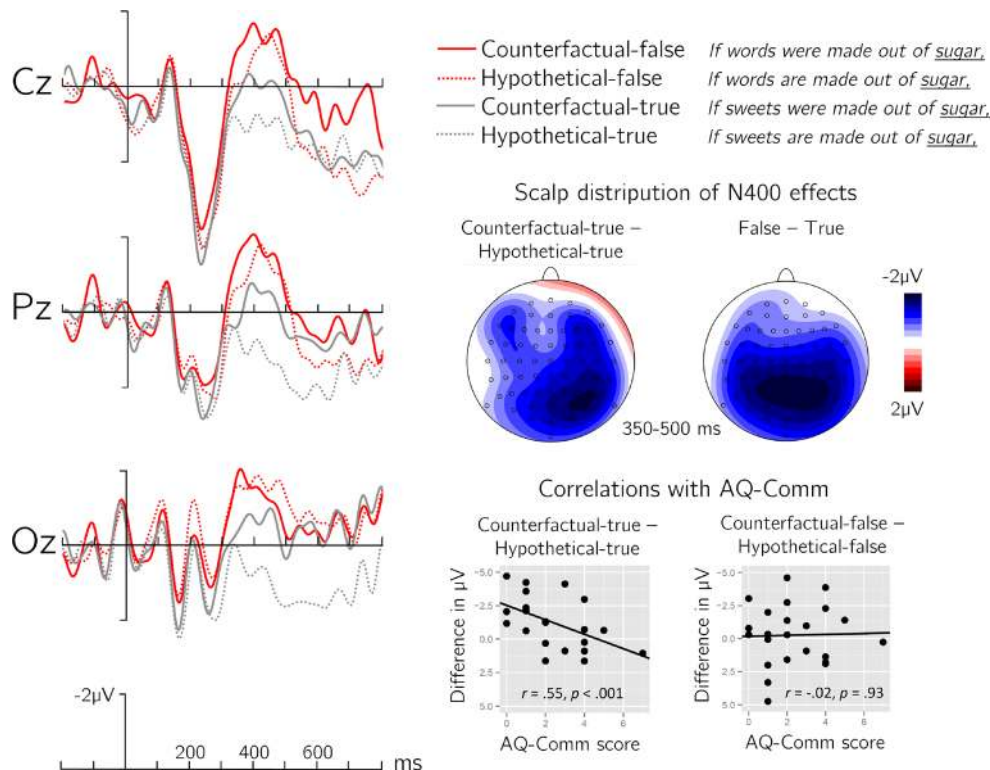 Cz
Pz
Oz
-2µV
200 400 600 ms
Counterfactual-false If words were made out of sugar,
Hypothetical-false If words are made out of sugar,
Counterfactual-true If sweets were made out of sugar,
Hypothetical-true If sweets are made out of sugar,
Scalp distripution of N400 effects
Counterfactual-true –
Hypothetical-true
False – True
-2µV
2µV
350-500 ms
Correlations with AQ-Comm
Counterfactual-true –
Hypothetical-true
Difference in µV
-5.0
-2.5
0.0
2.5
5.0
r = .55, p < .001
0 2 4 6
AQ-Comm score
Counterfactual-false –
Hypothetical-false
Difference in µV
-5.0
-2.5
0.0
2.5
5.0
r = -.02, p = .93
0 2 4 6
AQ-Comm score